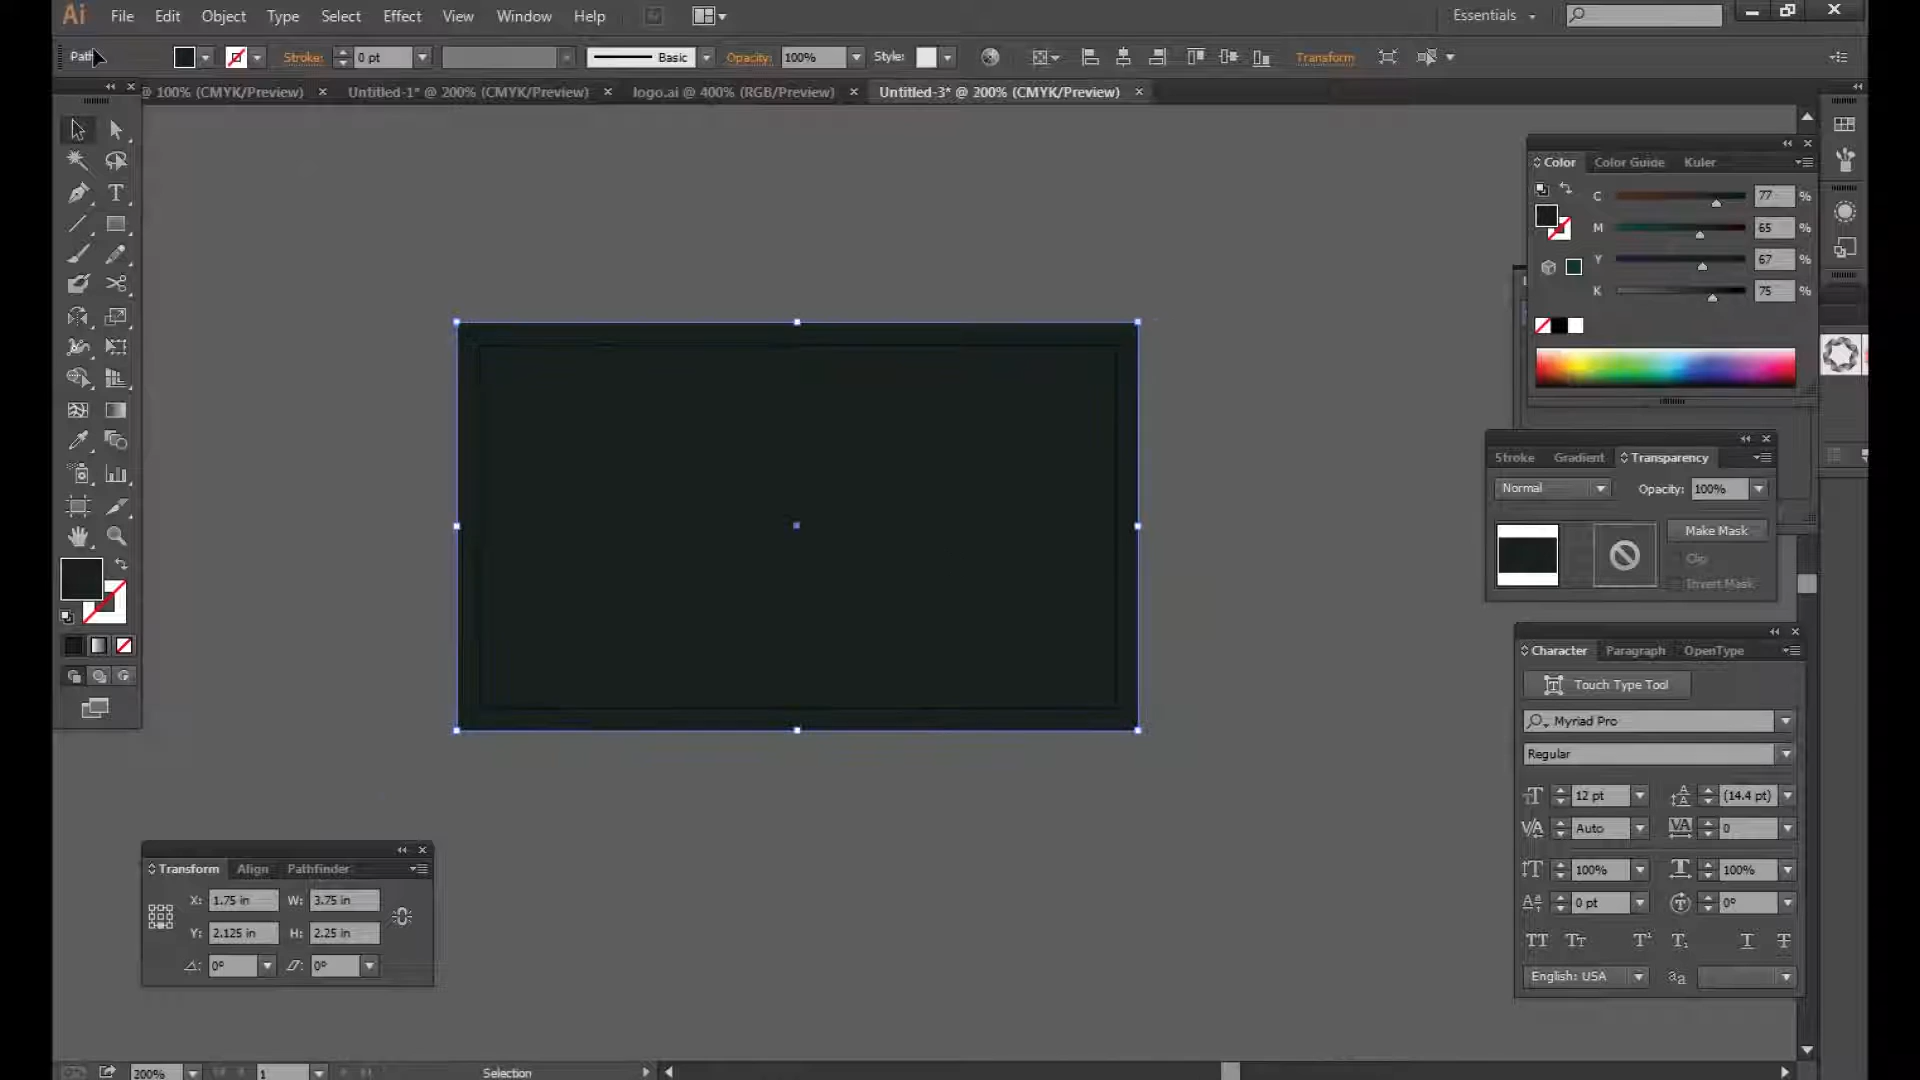 Ai File Edit Object Type Select Effect View Window Help Essentials
Path Stroke: 0 pt Basic Opacity: 100% Style: Transform
@ 100% (CMYK/Preview) × Untitled-1* @ 200% (CMYK/Preview) × logo.ai @ 400% (RGB/Preview) × Untitled-3* @ 200% (CMYK/Preview) ×
Color Color Guide Kuler
C 77 %
M 65 %
Y 67 %
K 75 %
Stroke Gradient Transparency
Normal Opacity: 100%
Make Mask
Clip
Invert Mask
Character Paragraph OpenType
Touch Type Tool
Myriad Pro
Regular
12 pt (14.4 pt)
Auto 0
100% 100%
0 pt 0°
English: USA
Transform Align Pathfinder
X: 1.75 in W: 3.75 in
Y: 2.125 in H: 2.25 in
0° 0°
200% 1 Selection